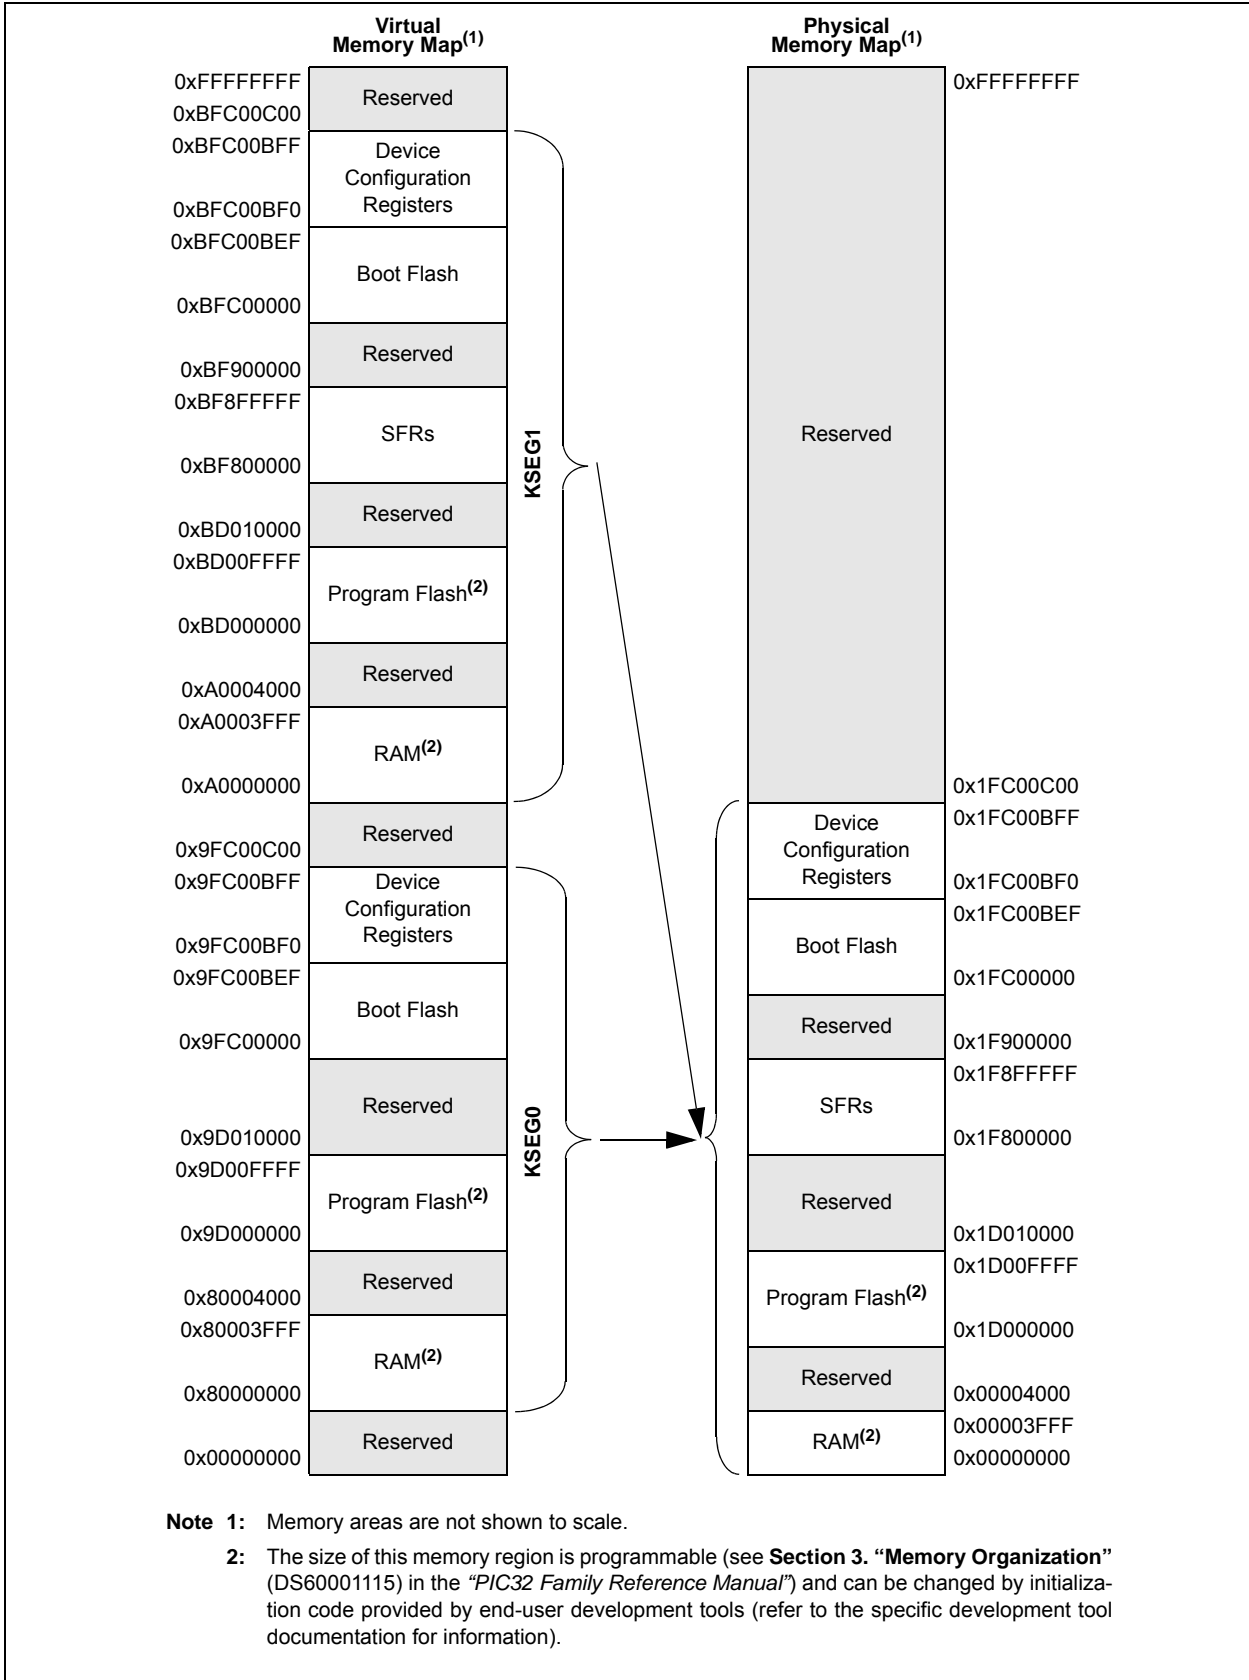 Virtual
Memory Map(1)
0xFFFFFFFF
Reserved
0xBFC00C00
0xBFC00BFF
Device
Configuration
Registers
0xBFC00BF0
0xBFC00BEF
Boot Flash
0xBFC00000
Reserved
0xBF900000
0xBF8FFFFF
SFRs
0xBF800000
Reserved
0xBD010000
0xBD00FFFF
Program Flash(2)
0xBD000000
Reserved
0xA0004000
0xA0003FFF
RAM(2)
0xA0000000
KSEG1
Reserved
0x9FC00C00
0x9FC00BFF
Device
Configuration
Registers
0x9FC00BF0
0x9FC00BEF
Boot Flash
0x9FC00000
Reserved
0x9D010000
0x9D00FFFF
Program Flash(2)
0x9D000000
Reserved
0x80004000
0x80003FFF
RAM(2)
0x80000000
KSEG0
Reserved
0x00000000
Physical
Memory Map(1)
0xFFFFFFFF
Reserved
0x1FC00C00
0x1FC00BFF
Device
Configuration
Registers
0x1FC00BF0
0x1FC00BEF
Boot Flash
0x1FC00000
Reserved
0x1F900000
0x1F8FFFFF
SFRs
0x1F800000
Reserved
0x1D010000
0x1D00FFFF
Program Flash(2)
0x1D000000
Reserved
0x00004000
0x00003FFF
RAM(2)
0x00000000
Note 1: Memory areas are not shown to scale.
2: The size of this memory region is programmable (see Section 3. “Memory Organization”
(DS60001115) in the “PIC32 Family Reference Manual”) and can be changed by initializa-
tion code provided by end-user development tools (refer to the specific development tool
documentation for information).